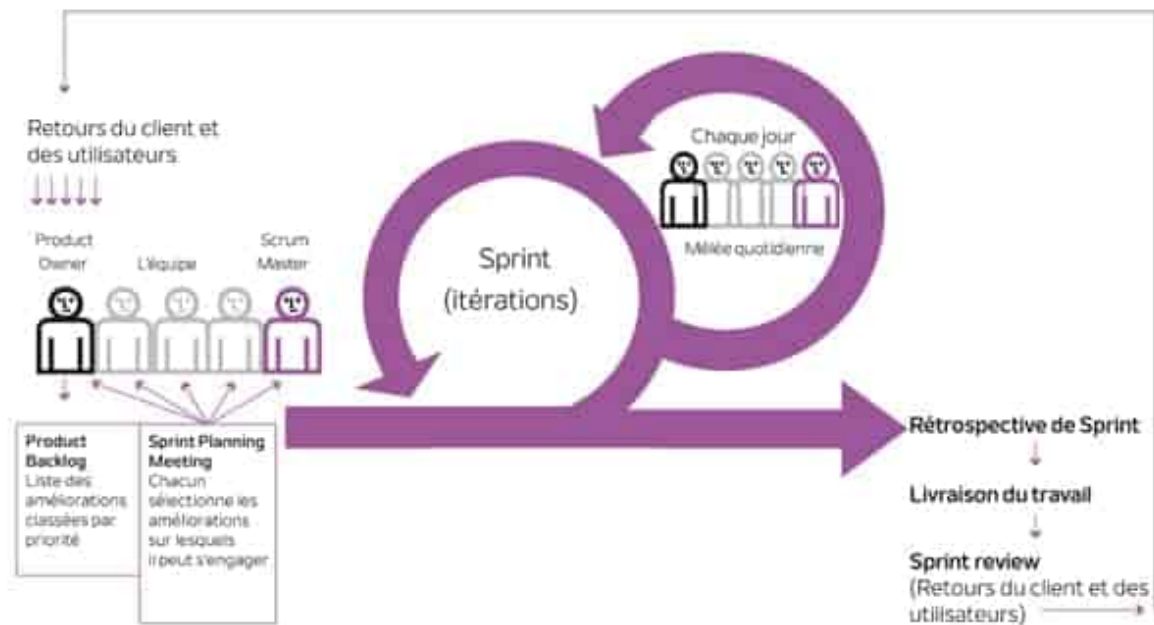 Retours du client et
des utilisateurs
Product
Owner
L'équipe
Scrum
Master
Product
Backlog
Liste des
améliorations
classées par
priorité
Sprint Planning
Meeting
Chacun
sélectionne les
améliorations
sur lesquels
il peut s'engager
Sprint
(itérations)
Chaque jour
Mêlée quotidienne
Rétrospective de Sprint
Livraison du travail
Sprint review
(Retours du client et des
utilisateurs)